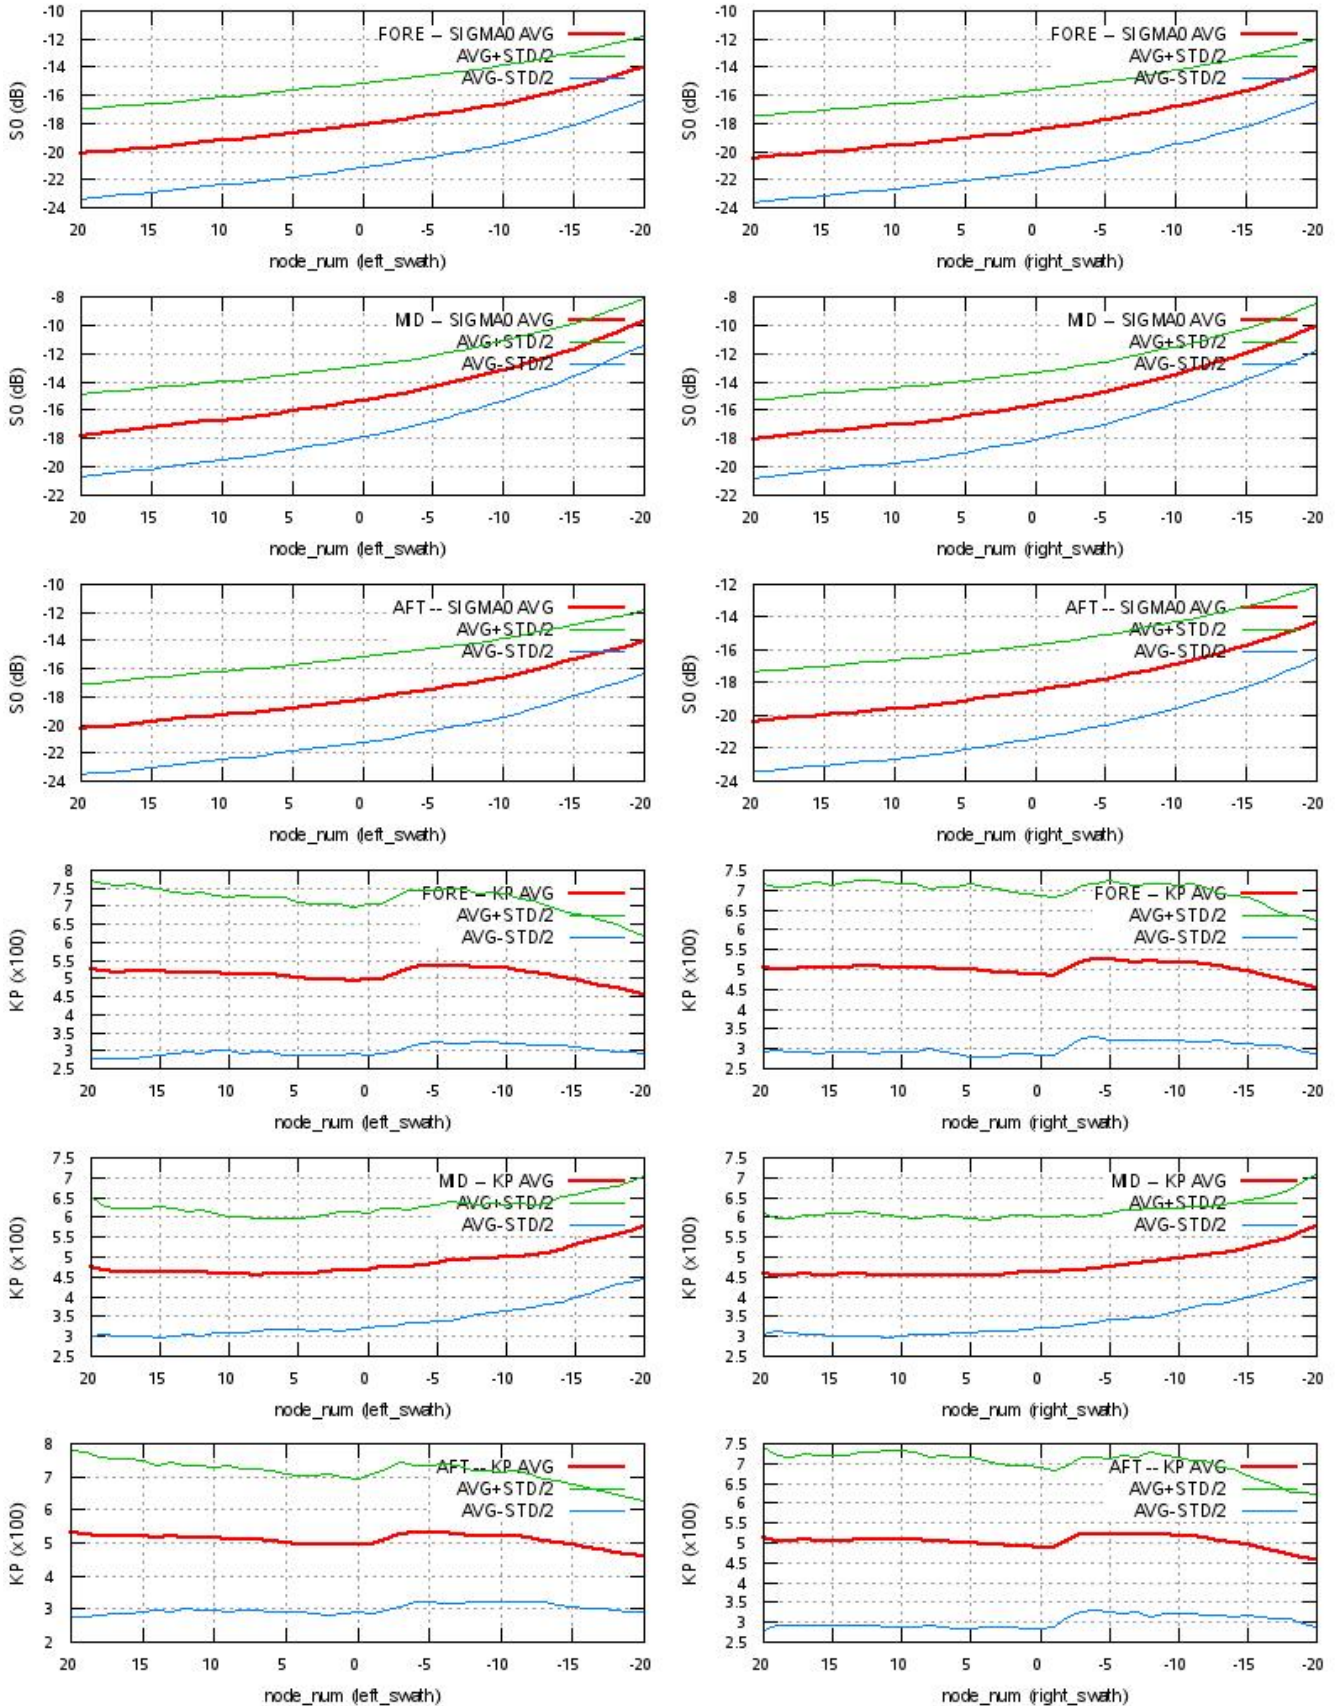 -10
-12
-14
-16
-18
-20
-22
-24
S0 (dB)
FORE -- SIGMA0 AVG
AVG+STD/2
AVG-STD/2
20 15 10 5 0 -5 -10 -15 -20
node_num (left_swath)
-10
-12
-14
-16
-18
-20
-22
-24
S0 (dB)
FORE -- SIGMA0 AVG
AVG+STD/2
AVG-STD/2
20 15 10 5 0 -5 -10 -15 -20
node_num (right_swath)
-8
-10
-12
-14
-16
-18
-20
-22
S0 (dB)
MID -- SIGMA0 AVG
AVG+STD/2
AVG-STD/2
20 15 10 5 0 -5 -10 -15 -20
node_num (left_swath)
-8
-10
-12
-14
-16
-18
-20
-22
S0 (dB)
MID -- SIGMA0 AVG
AVG+STD/2
AVG-STD/2
20 15 10 5 0 -5 -10 -15 -20
node_num (right_swath)
-10
-12
-14
-16
-18
-20
-22
-24
S0 (dB)
AFT -- SIGMA0 AVG
AVG+STD/2
AVG-STD/2
20 15 10 5 0 -5 -10 -15 -20
node_num (left_swath)
-12
-14
-16
-18
-20
-22
-24
S0 (dB)
AFT -- SIGMA0 AVG
AVG+STD/2
AVG-STD/2
20 15 10 5 0 -5 -10 -15 -20
node_num (right_swath)
8
7.5
7
6.5
6
5.5
5
4.5
4
3.5
3
2.5
KP (x100)
FORE -- KP AVG
AVG+STD/2
AVG-STD/2
20 15 10 5 0 -5 -10 -15 -20
node_num (left_swath)
7.5
7
6.5
6
5.5
5
4.5
4
3.5
3
2.5
KP (x100)
FORE -- KP AVG
AVG+STD/2
AVG-STD/2
20 15 10 5 0 -5 -10 -15 -20
node_num (right_swath)
7.5
7
6.5
6
5.5
5
4.5
4
3.5
3
2.5
KP (x100)
MID -- KP AVG
AVG+STD/2
AVG-STD/2
20 15 10 5 0 -5 -10 -15 -20
node_num (left_swath)
7.5
7
6.5
6
5.5
5
4.5
4
3.5
3
2.5
KP (x100)
MID -- KP AVG
AVG+STD/2
AVG-STD/2
20 15 10 5 0 -5 -10 -15 -20
node_num (right_swath)
8
7
6
5
4
3
2
KP (x100)
AFT -- KP AVG
AVG+STD/2
AVG-STD/2
20 15 10 5 0 -5 -10 -15 -20
node_num (left_swath)
7.5
7
6.5
6
5.5
5
4.5
4
3.5
3
2.5
KP (x100)
AFT -- KP AVG
AVG+STD/2
AVG-STD/2
20 15 10 5 0 -5 -10 -15 -20
node_num (right_swath)